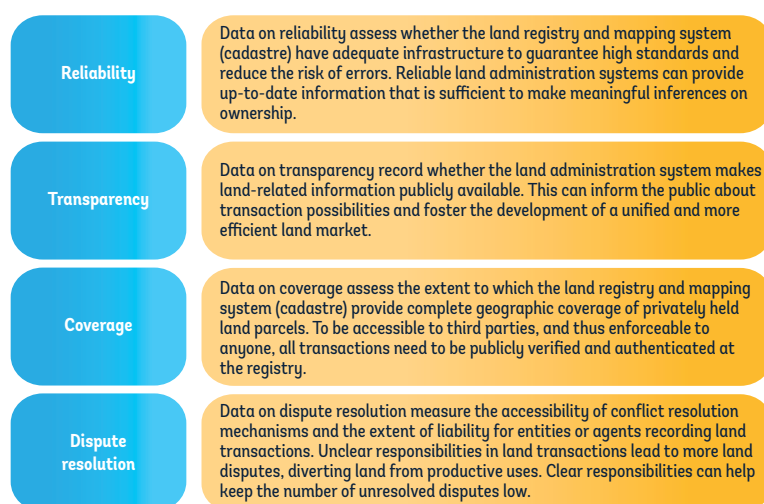 Reliability
Data on reliability assess whether the land registry and mapping system
(cadastre) have adequate infrastructure to guarantee high standards and
reduce the risk of errors. Reliable land administration systems can provide
up-to-date information that is sufficient to make meaningful inferences on
ownership.
Transparency
Data on transparency record whether the land administration system makes
land-related information publicly available. This can inform the public about
transaction possibilities and foster the development of a unified and more
efficient land market.
Coverage
Data on coverage assess the extent to which the land registry and mapping
system (cadastre) provide complete geographic coverage of privately held
land parcels. To be accessible to third parties, and thus enforceable to
anyone, all transactions need to be publicly verified and authenticated at
the registry.
Dispute
resolution
Data on dispute resolution measure the accessibility of conflict resolution
mechanisms and the extent of liability for entities or agents recording land
transactions. Unclear responsibilities in land transactions lead to more land
disputes, diverting land from productive uses. Clear responsibilities can help
keep the number of unresolved disputes low.